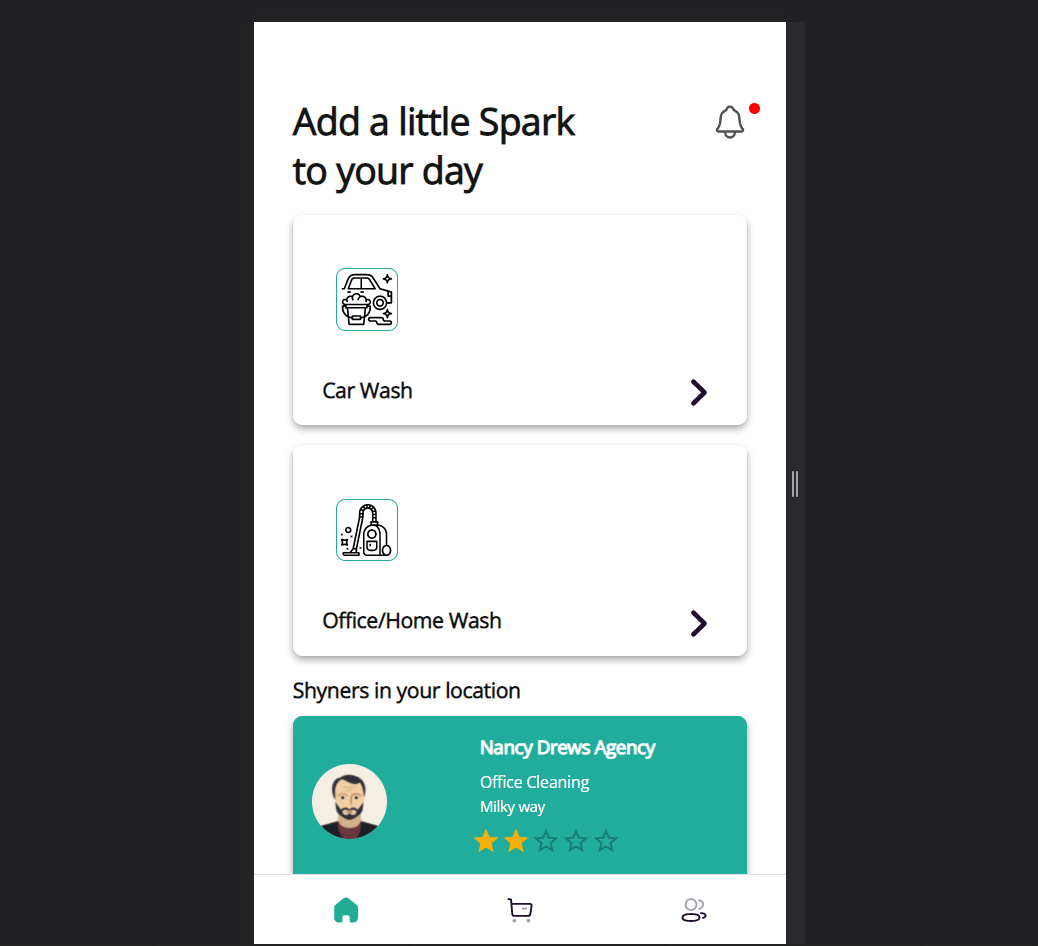 Add a little Spark
to your day
Car Wash
Office/Home Wash
Shyners in your location
Nancy Drews Agency
Office Cleaning
Milky way